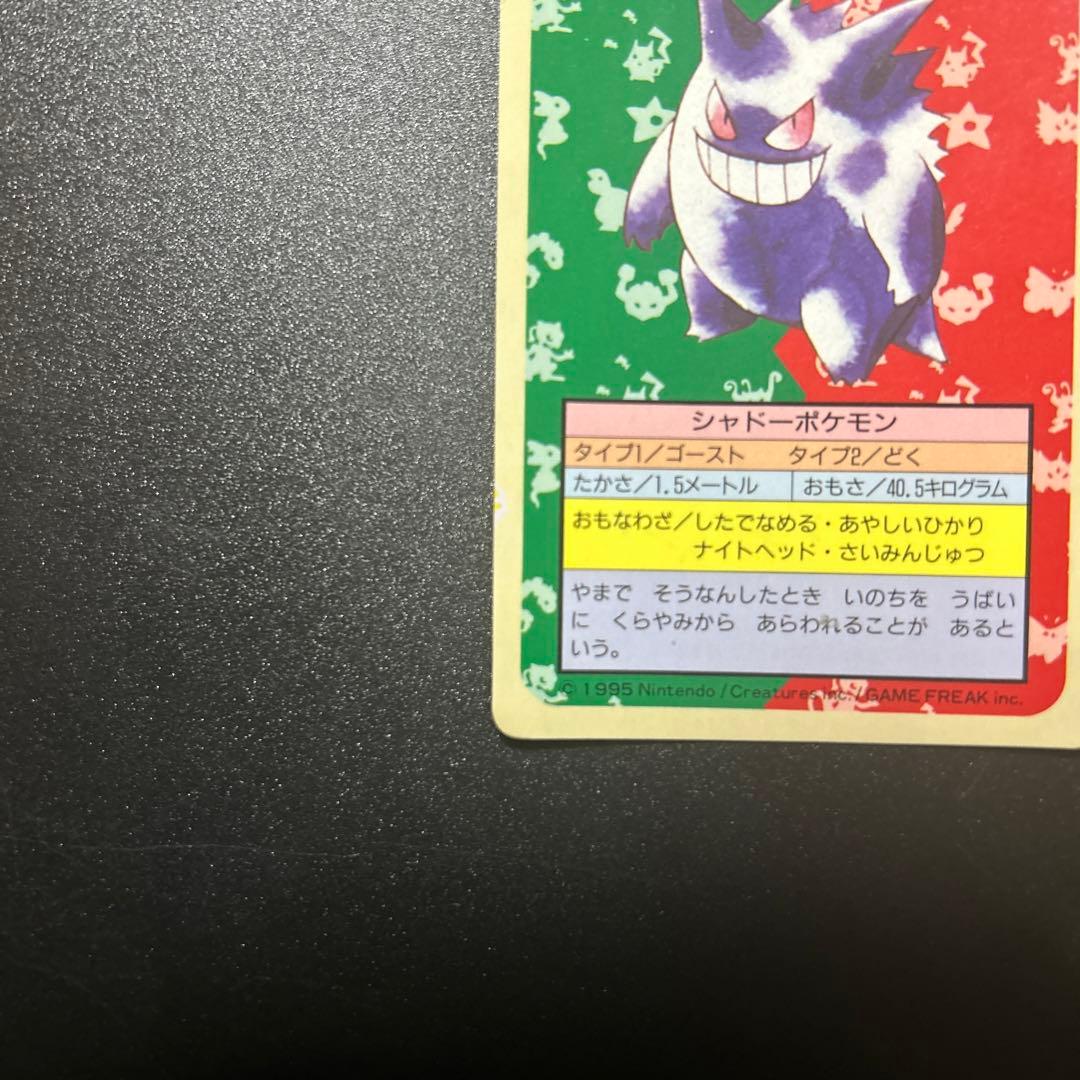 シャドーポケモン
タイプ1／ゴースト　タイプ2／どく
たかさ／1.5メートル　おもさ／40.5キログラム
おもなわざ／したでなめる・あやしいひかり
ナイトヘッド・さいみんじゅつ
やまで　そうなんしたとき　いのちを　うばい
に　くらやみから　あらわれることが　あると
いう。
© 1995 Nintendo / Creatures inc. / GAME FREAK inc.